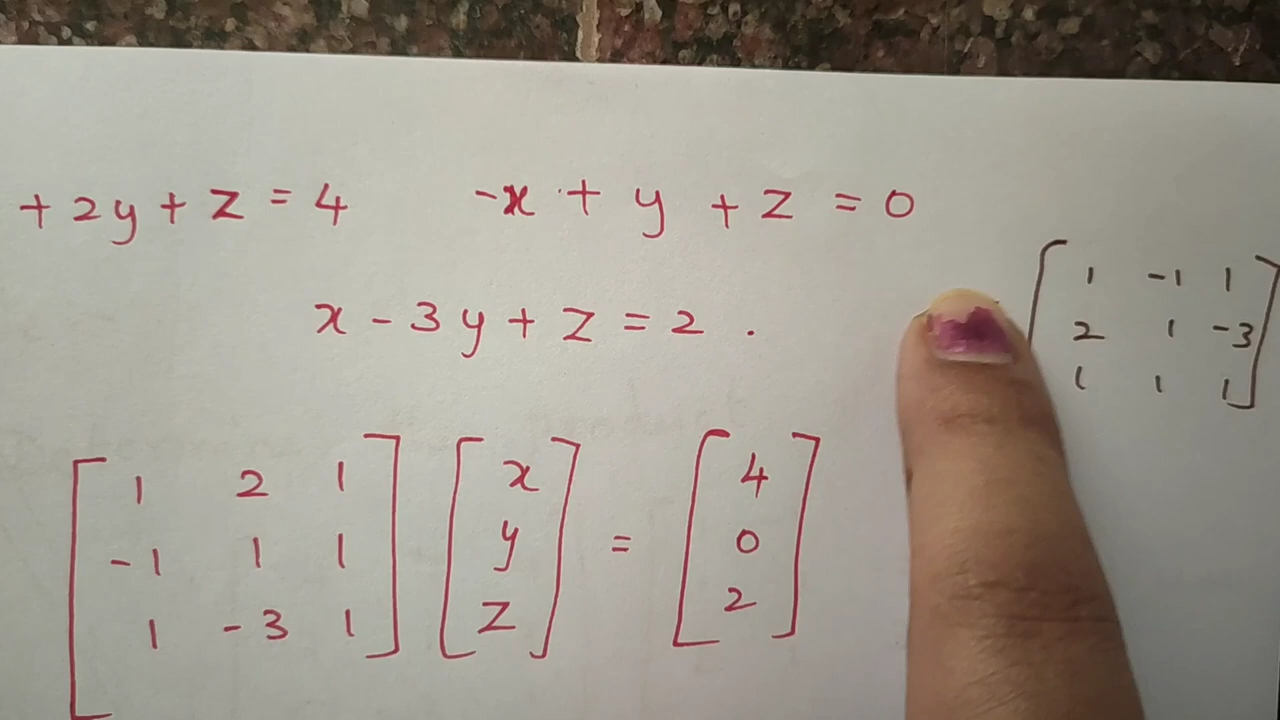 + 2y + z = 4 -x + y + z = 0
x - 3y + z = 2 .
1 -1 1
2 1 -3
1 1 1
1 2 1 x 4
-1 1 1 y = 0
1 -3 1 z 2